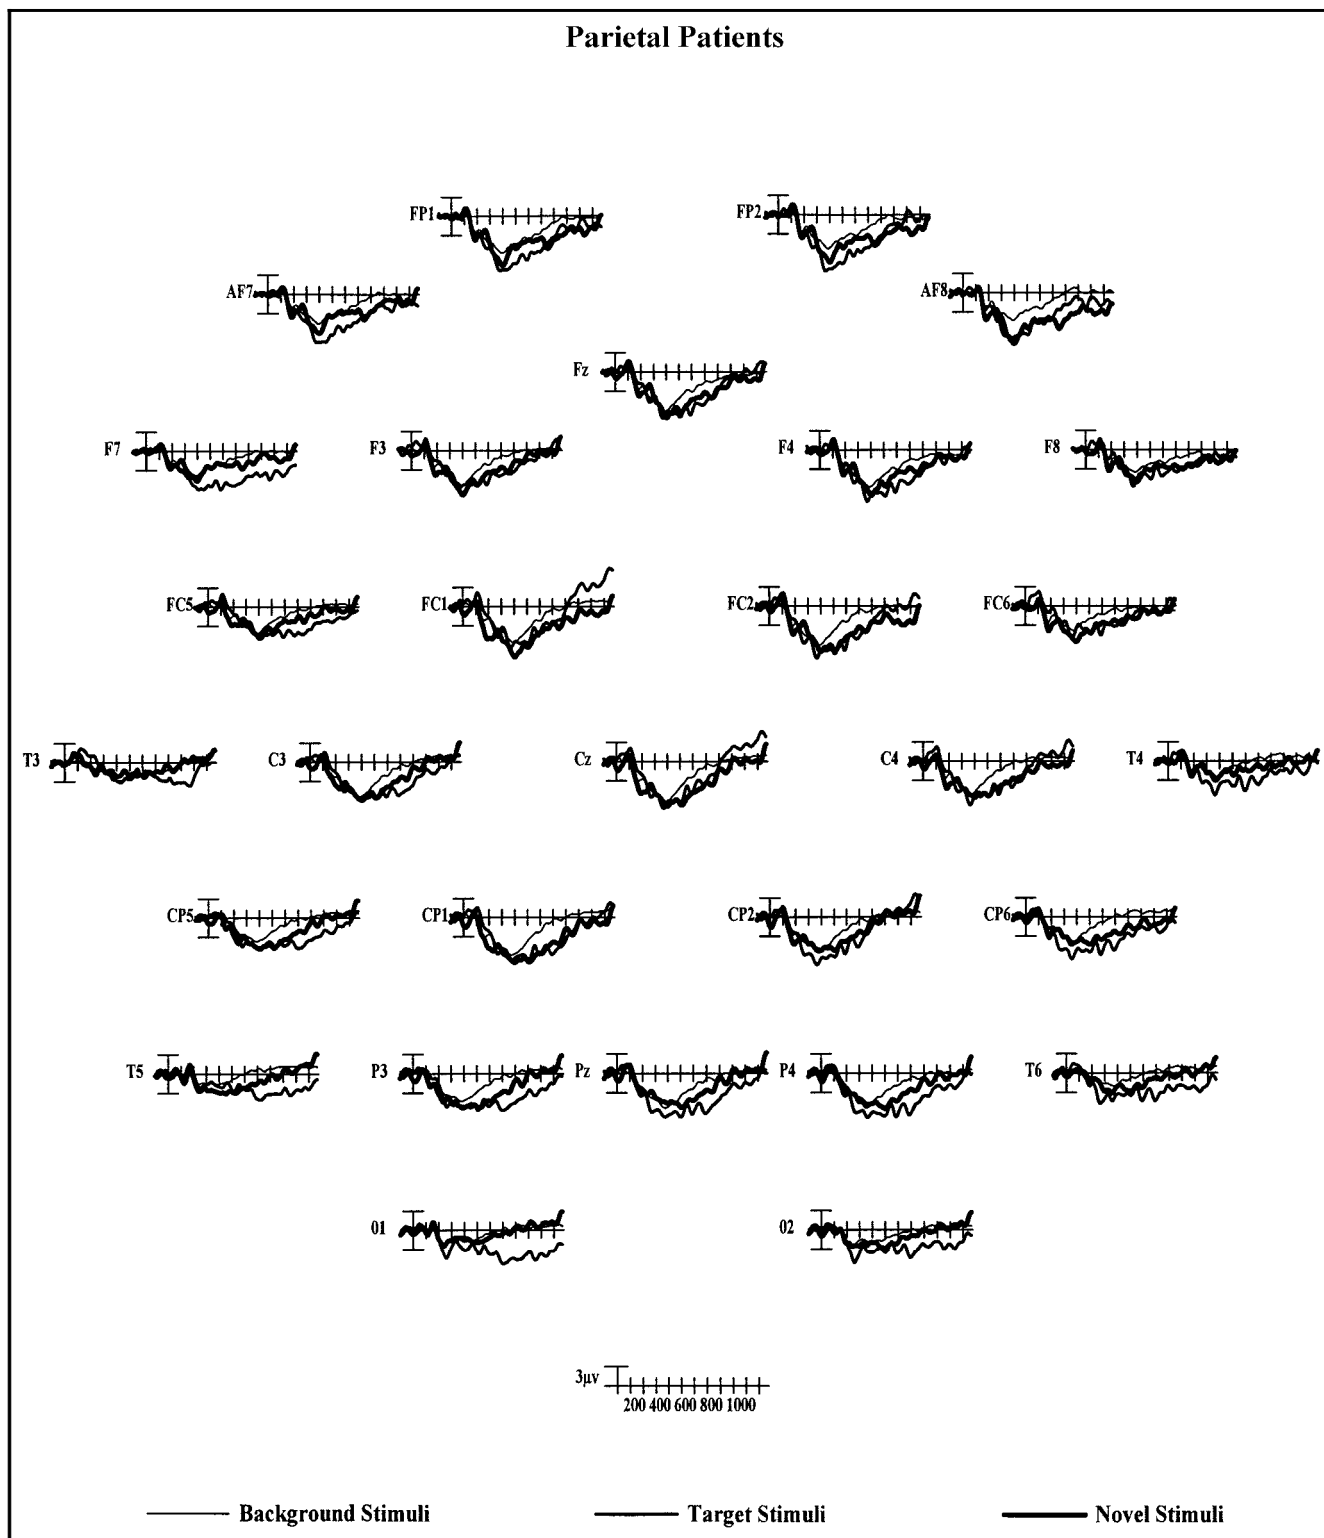 Parietal Patients
FP1 FP2
AF7 AF8
Fz
F7 F3 F4 F8
FC5 FC1 FC2 FC6
T3 C3 Cz C4 T4
CP5 CP1 CP2 CP6
T5 P3 Pz P4 T6
01 02
3μv
200 400 600 800 1000
Background Stimuli Target Stimuli Novel Stimuli